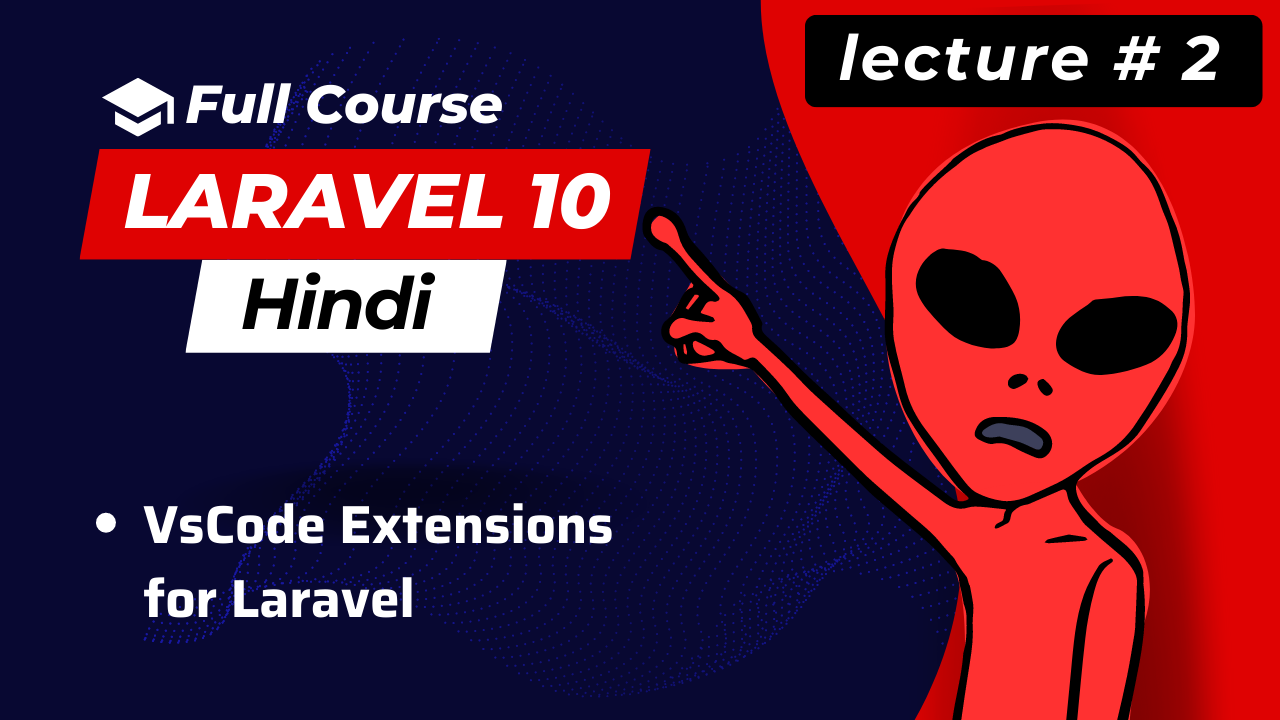 lecture # 2
Full Course
LARAVEL 10
Hindi
VsCode Extensions
for Laravel